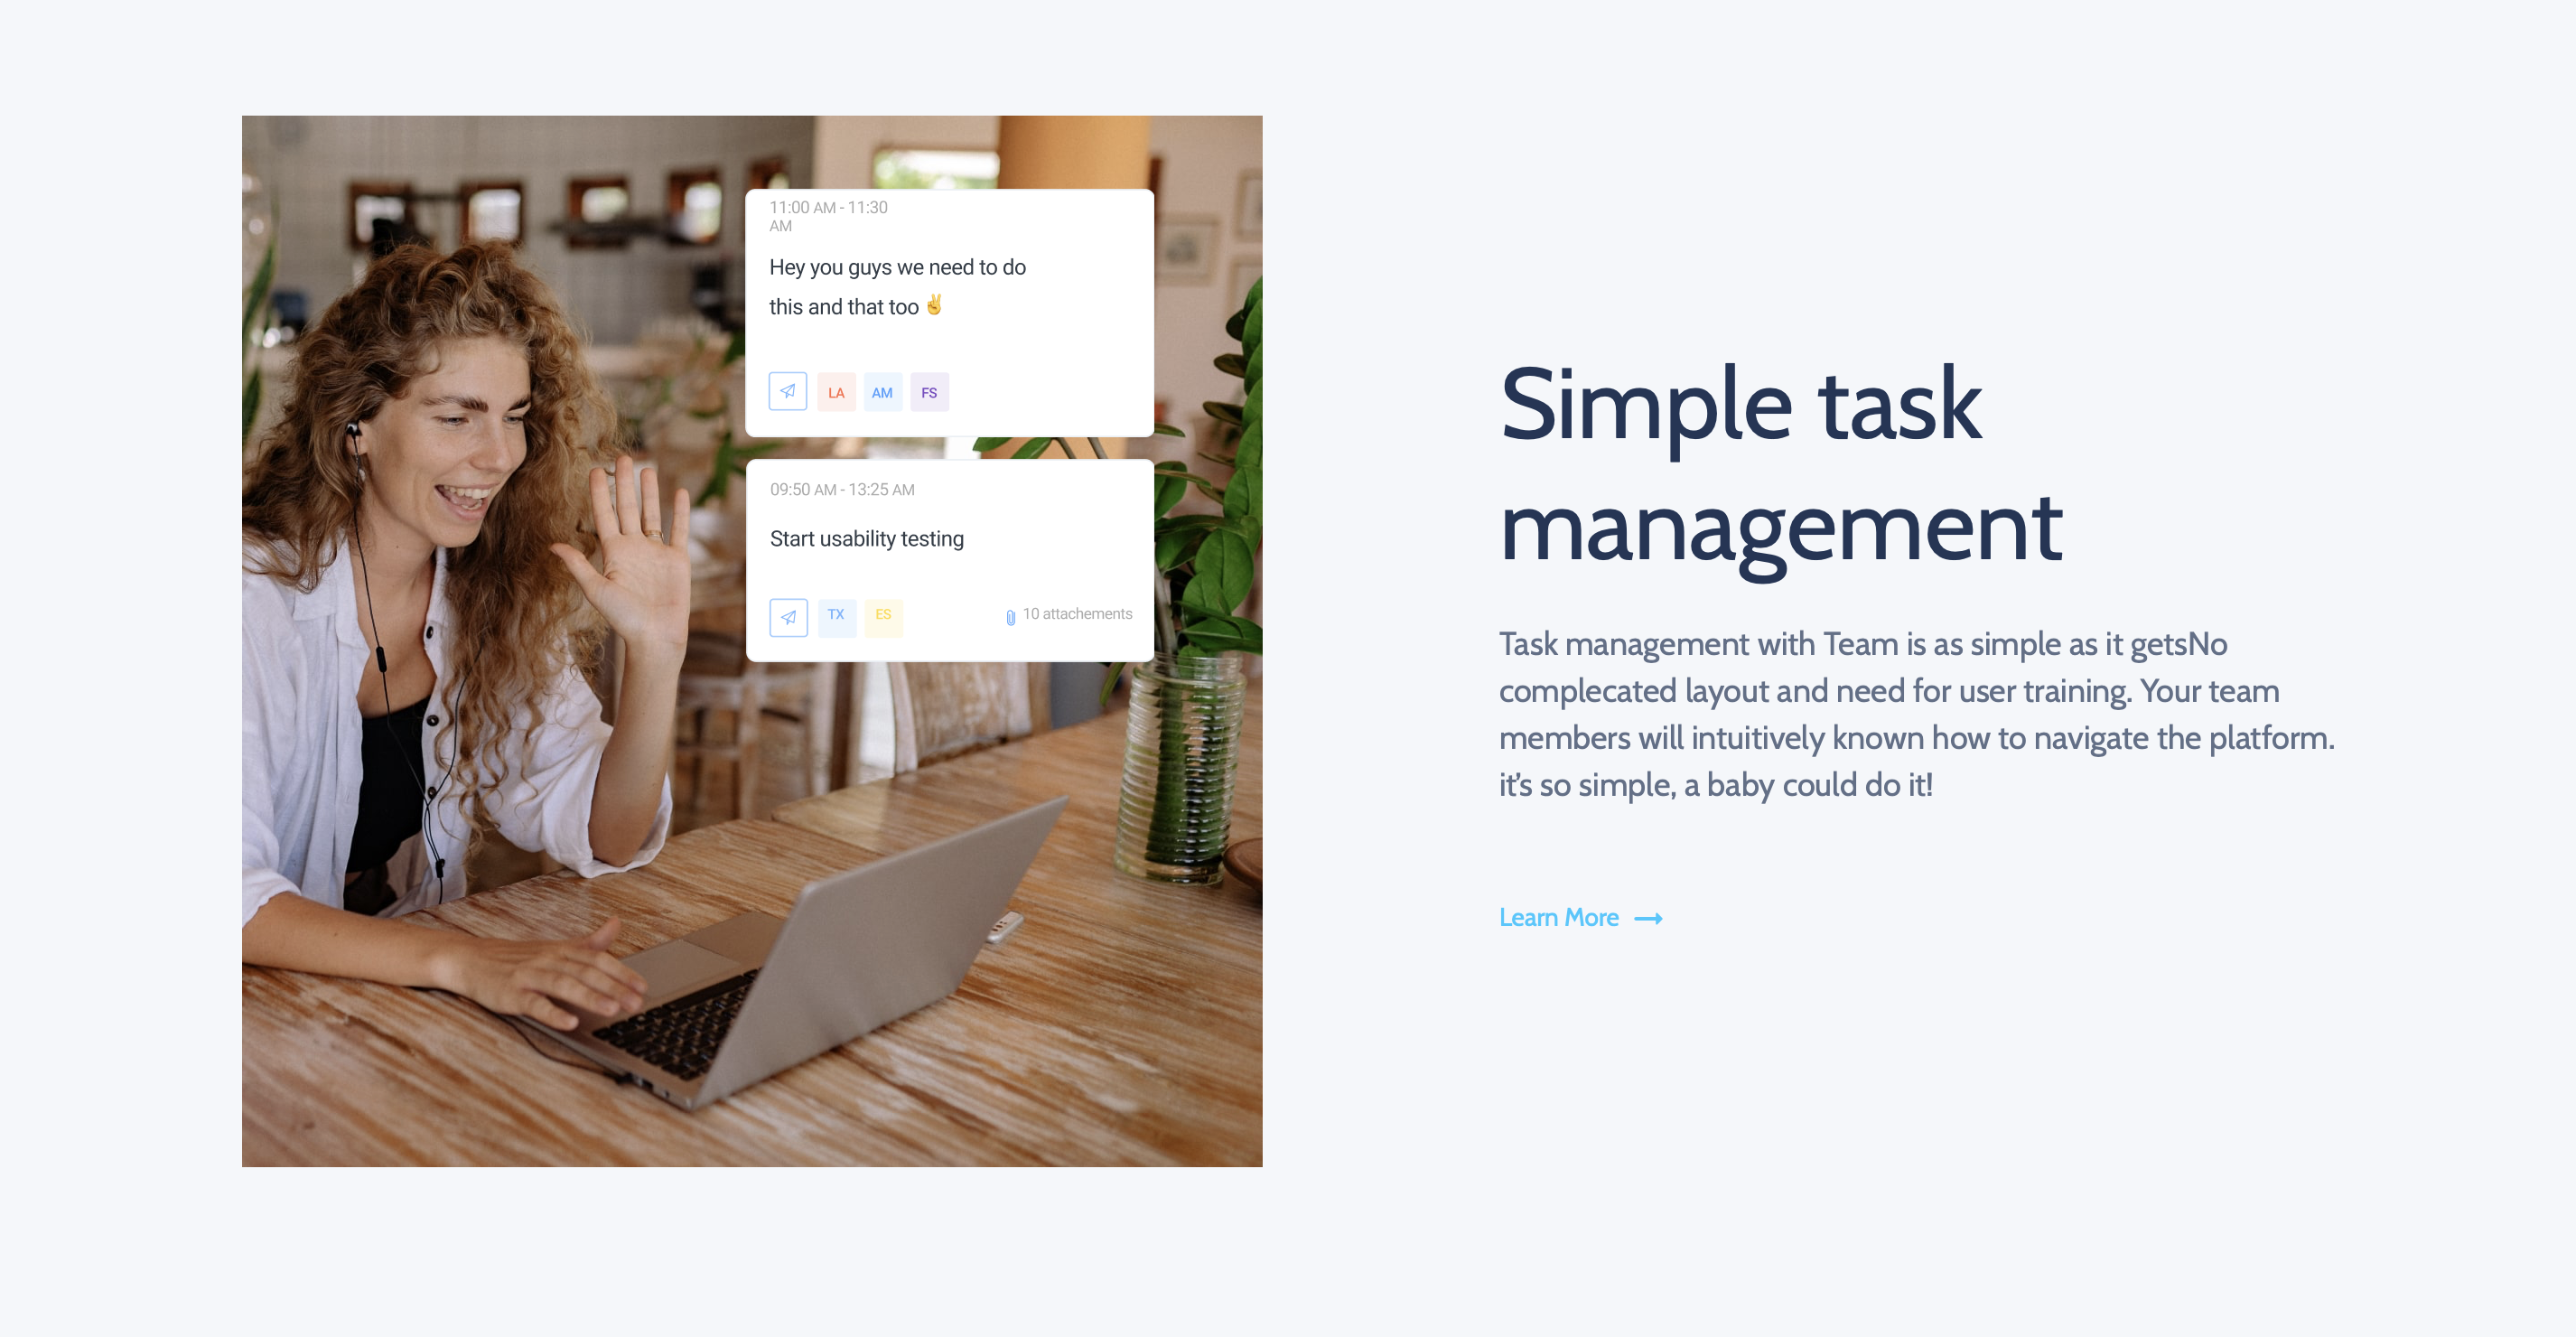 11:00 AM - 11:30
AM
Hey you guys we need to do
this and that too ✌️
LA AM FS
09:50 AM - 13:25 AM
Start usability testing
TX ES 10 attachements
Simple task
management
Task management with Team is as simple as it getsNo
complecated layout and need for user training. Your team
members will intuitively known how to navigate the platform.
it's so simple, a baby could do it!
Learn More →